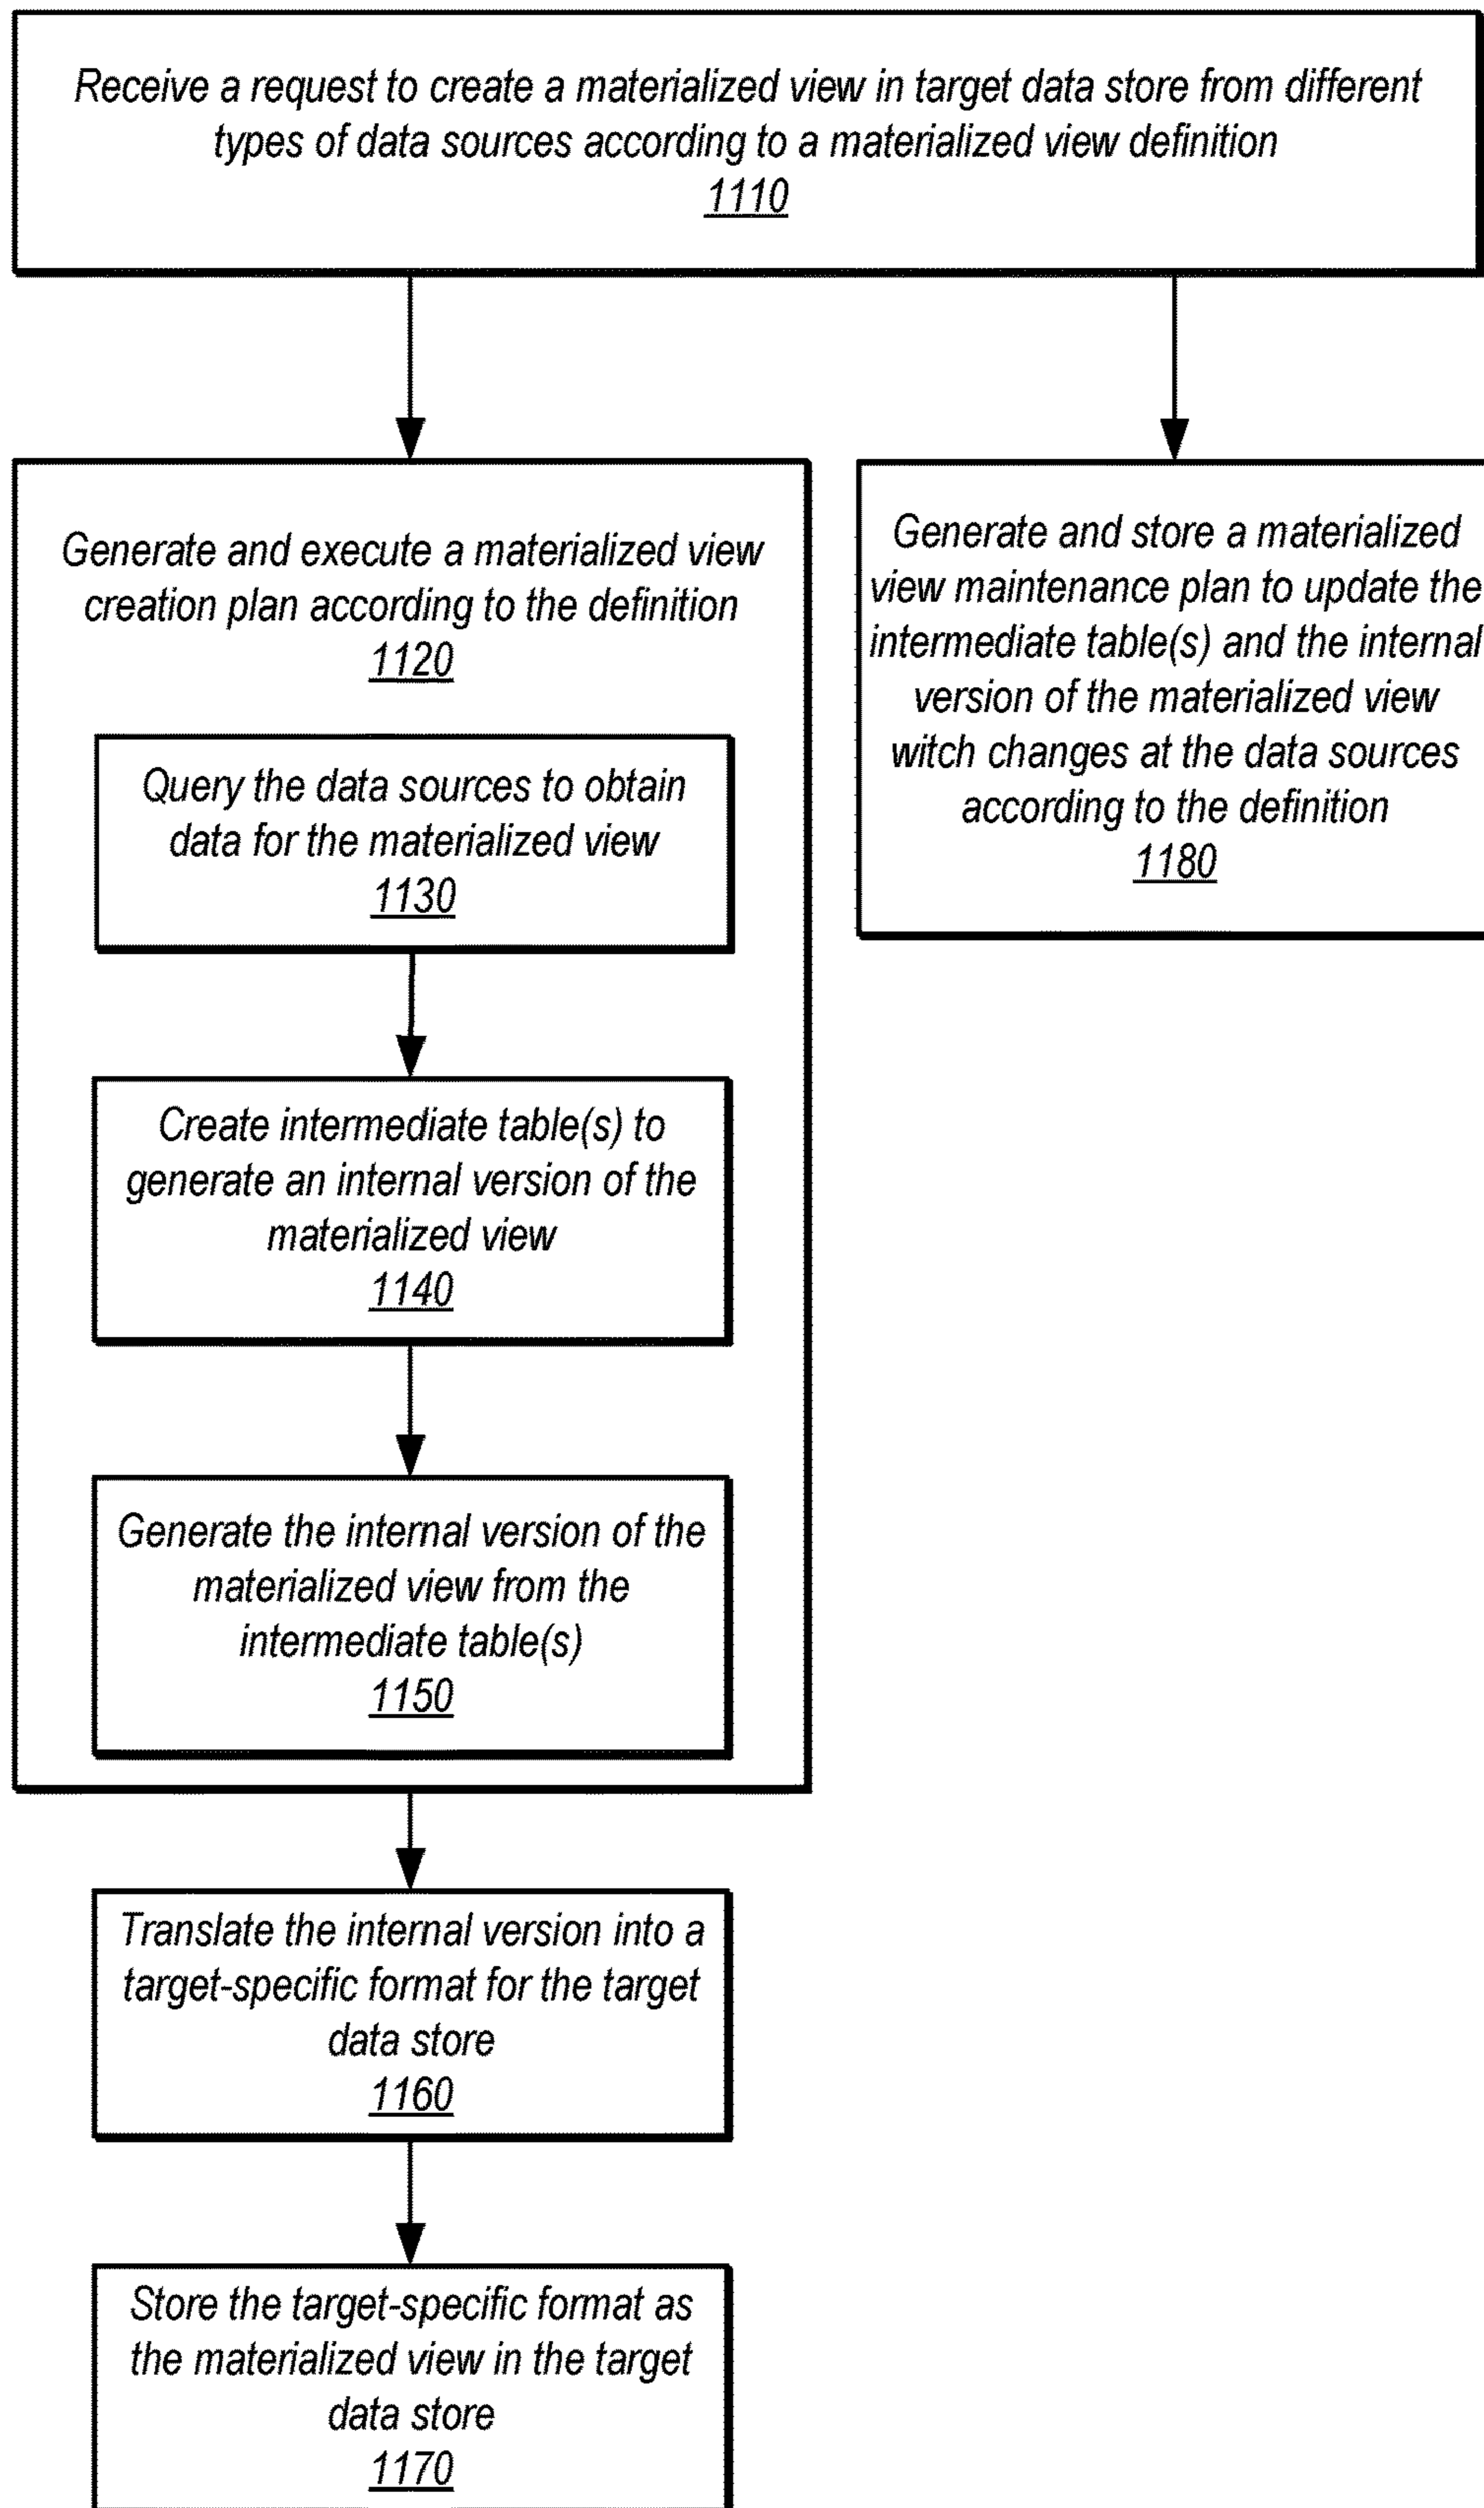 Receive a request to create a materialized view in target data store from different
types of data sources according to a materialized view definition
1110
Generate and execute a materialized view
creation plan according to the definition
1120
Query the data sources to obtain
data for the materialized view
1130
Create intermediate table(s) to
generate an internal version of the
materialized view
1140
Generate the internal version of the
materialized view from the
intermediate table(s)
1150
Translate the internal version into a
target-specific format for the target
data store
1160
Store the target-specific format as
the materialized view in the target
data store
1170
Generate and store a materialized
view maintenance plan to update the
intermediate table(s) and the internal
version of the materialized view
witch changes at the data sources
according to the definition
1180